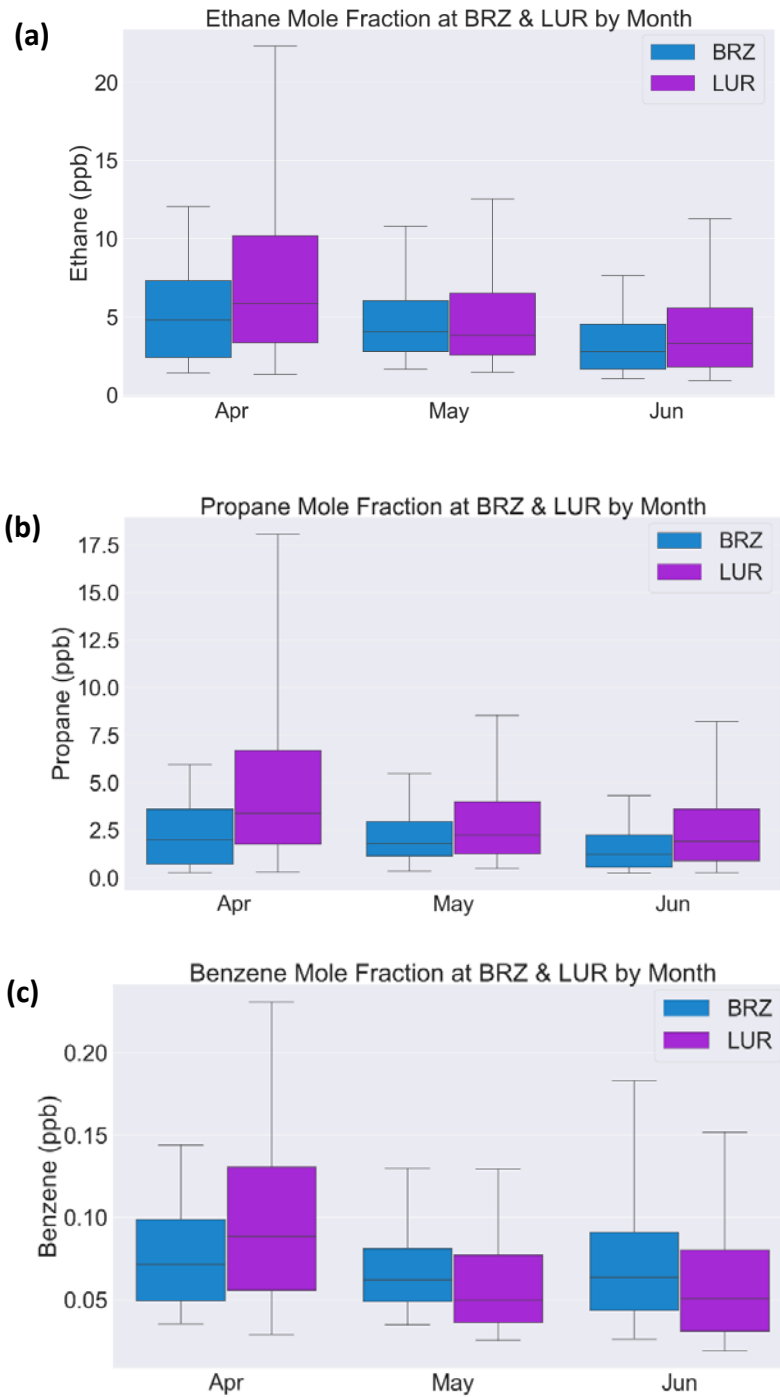 (a)
Ethane Mole Fraction at BRZ & LUR by Month
BRZ
LUR
20
15
10
5
0
Ethane (ppb)
Apr May Jun
(b)
Propane Mole Fraction at BRZ & LUR by Month
BRZ
LUR
17.5
15.0
12.5
10.0
7.5
5.0
2.5
0.0
Propane (ppb)
Apr May Jun
(c)
Benzene Mole Fraction at BRZ & LUR by Month
BRZ
LUR
0.20
0.15
0.10
0.05
Benzene (ppb)
Apr May Jun